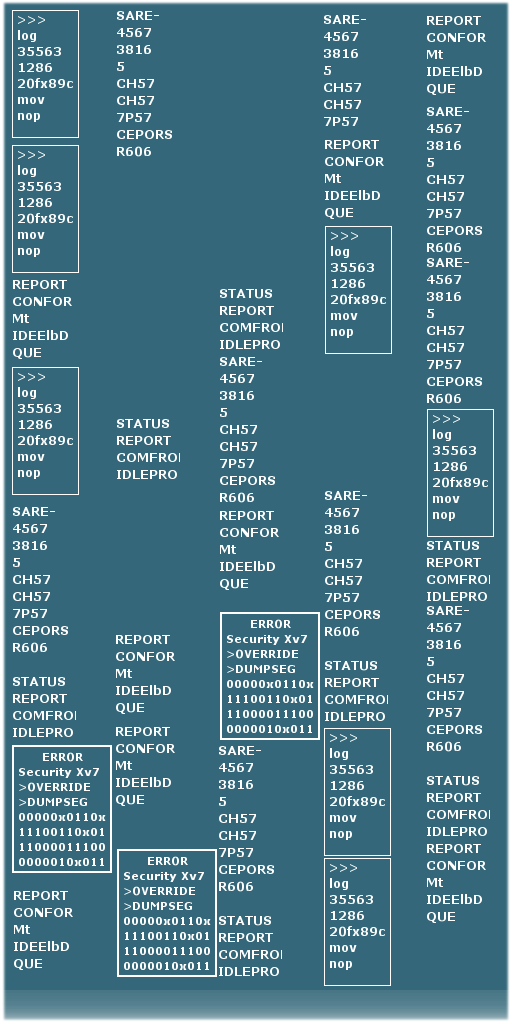 >>>
log
35563
1286
20fx89c
mov
nop
>>>
log
35563
1286
20fx89c
mov
nop
REPORT
CONFOR
Mt
IDEElbD
QUE
>>>
log
35563
1286
20fx89c
mov
nop
SARE-
4567
3816
5
CH57
CH57
7P57
CEPORS
R606
STATUS
REPORT
COMFROI
IDLEPRO
ERROR
Security Xv7
>OVERRIDE
>DUMPSEG
00000x0110x
11100110x01
11000011100
0000010x011
REPORT
CONFOR
Mt
IDEElbD
QUE
SARE-
4567
3816
5
CH57
CH57
7P57
CEPORS
R606
STATUS
REPORT
COMFROI
IDLEPRO
REPORT
CONFOR
Mt
IDEElbD
QUE
REPORT
CONFOR
Mt
IDEElbD
QUE
ERROR
Security Xv7
>OVERRIDE
>DUMPSEG
00000x0110x
11100110x01
11000011100
0000010x011
STATUS
REPORT
COMFROI
IDLEPRO
SARE-
4567
3816
5
CH57
CH57
7P57
CEPORS
R606
REPORT
CONFOR
Mt
IDEElbD
QUE
ERROR
Security Xv7
>OVERRIDE
>DUMPSEG
00000x0110x
11100110x01
11000011100
0000010x011
SARE-
4567
3816
5
CH57
CH57
7P57
CEPORS
R606
STATUS
REPORT
COMFROI
IDLEPRO
SARE-
4567
3816
5
CH57
CH57
7P57
REPORT
CONFOR
Mt
IDEElbD
QUE
>>>
log
35563
1286
20fx89c
mov
nop
SARE-
4567
3816
5
CH57
CH57
7P57
CEPORS
R606
STATUS
REPORT
COMFROI
IDLEPRO
>>>
log
35563
1286
20fx89c
mov
nop
>>>
log
35563
1286
20fx89c
mov
nop
REPORT
CONFOR
Mt
IDEElbD
QUE
SARE-
4567
3816
5
CH57
CH57
7P57
CEPORS
R606
SARE-
4567
3816
5
CH57
CH57
7P57
CEPORS
R606
>>>
log
35563
1286
20fx89c
mov
nop
STATUS
REPORT
COMFROI
IDLEPRO
SARE-
4567
3816
5
CH57
CH57
7P57
CEPORS
R606
STATUS
REPORT
COMFROI
IDLEPRO
REPORT
CONFOR
Mt
IDEElbD
QUE